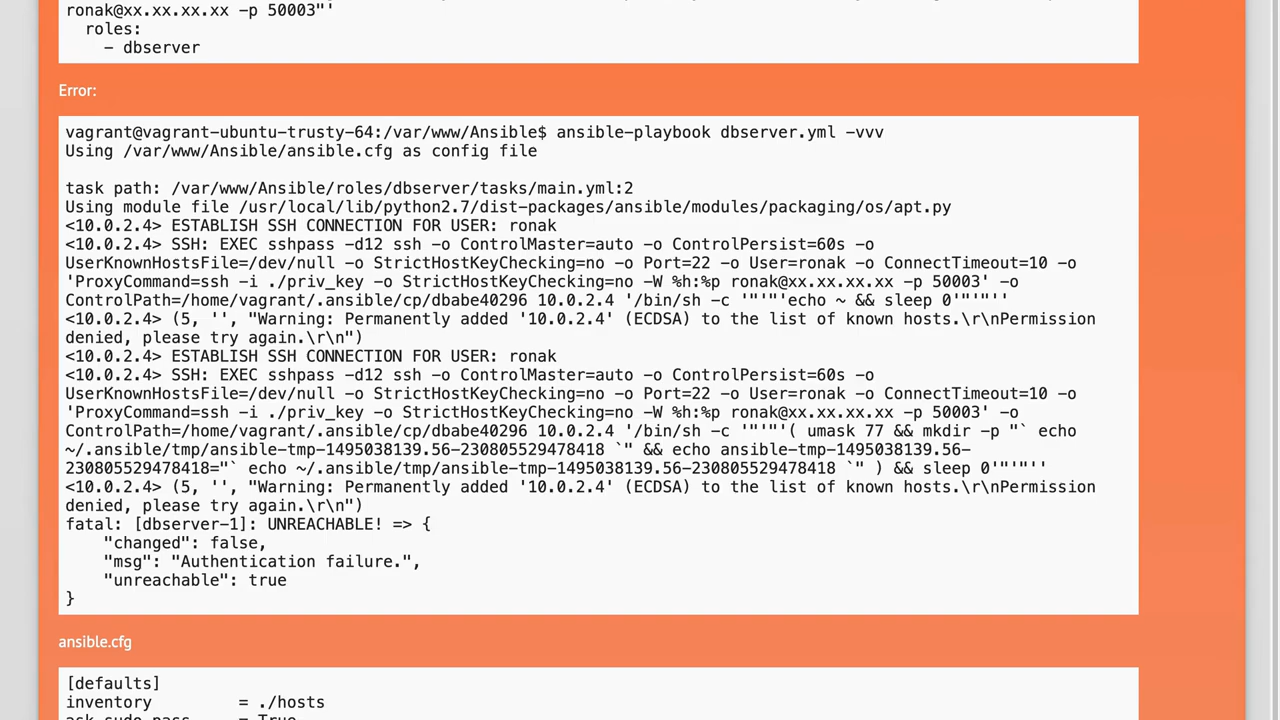 ronak@xx.xx.xx.xx -p 50003"'
  roles:
    - dbserver
Error:
vagrant@vagrant-ubuntu-trusty-64:/var/www/Ansible$ ansible-playbook dbserver.yml -vvv
Using /var/www/Ansible/ansible.cfg as config file
task path: /var/www/Ansible/roles/dbserver/tasks/main.yml:2
Using module file /usr/local/lib/python2.7/dist-packages/ansible/modules/packaging/os/apt.py
<10.0.2.4> ESTABLISH SSH CONNECTION FOR USER: ronak
<10.0.2.4> SSH: EXEC sshpass -d12 ssh -o ControlMaster=auto -o ControlPersist=60s -o
UserKnownHostsFile=/dev/null -o StrictHostKeyChecking=no -o Port=22 -o User=ronak -o ConnectTimeout=10 -o
'ProxyCommand=ssh -i ./priv_key -o StrictHostKeyChecking=no -W %h:%p ronak@xx.xx.xx.xx -p 50003' -o
ControlPath=/home/vagrant/.ansible/cp/dbabe40296 10.0.2.4 '/bin/sh -c '"'"'echo ~ && sleep 0'"'"''
<10.0.2.4> (5, '', "Warning: Permanently added '10.0.2.4' (ECDSA) to the list of known hosts.\r\nPermission
denied, please try again.\r\n")
<10.0.2.4> ESTABLISH SSH CONNECTION FOR USER: ronak
<10.0.2.4> SSH: EXEC sshpass -d12 ssh -o ControlMaster=auto -o ControlPersist=60s -o
UserKnownHostsFile=/dev/null -o StrictHostKeyChecking=no -o Port=22 -o User=ronak -o ConnectTimeout=10 -o
'ProxyCommand=ssh -i ./priv_key -o StrictHostKeyChecking=no -W %h:%p ronak@xx.xx.xx.xx -p 50003' -o
ControlPath=/home/vagrant/.ansible/cp/dbabe40296 10.0.2.4 '/bin/sh -c '"'"'( umask 77 && mkdir -p "` echo
~/.ansible/tmp/ansible-tmp-1495038139.56-230805529478418 `" && echo ansible-tmp-1495038139.56-
230805529478418="` echo ~/.ansible/tmp/ansible-tmp-1495038139.56-230805529478418 `" ) && sleep 0'"'"''
<10.0.2.4> (5, '', "Warning: Permanently added '10.0.2.4' (ECDSA) to the list of known hosts.\r\nPermission
denied, please try again.\r\n")
fatal: [dbserver-1]: UNREACHABLE! => {
    "changed": false,
    "msg": "Authentication failure.",
    "unreachable": true
}
ansible.cfg
[defaults]
inventory         = ./hosts
ask_sudo_pass     = True